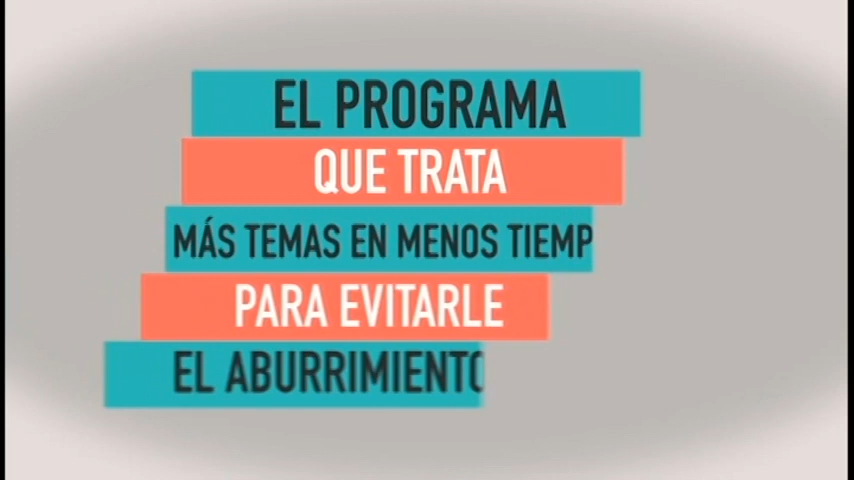 EL PROGRAMA
QUE TRATA
MÁS TEMAS EN MENOS TIEMP
PARA EVITARLE
EL ABURRIMIENTO